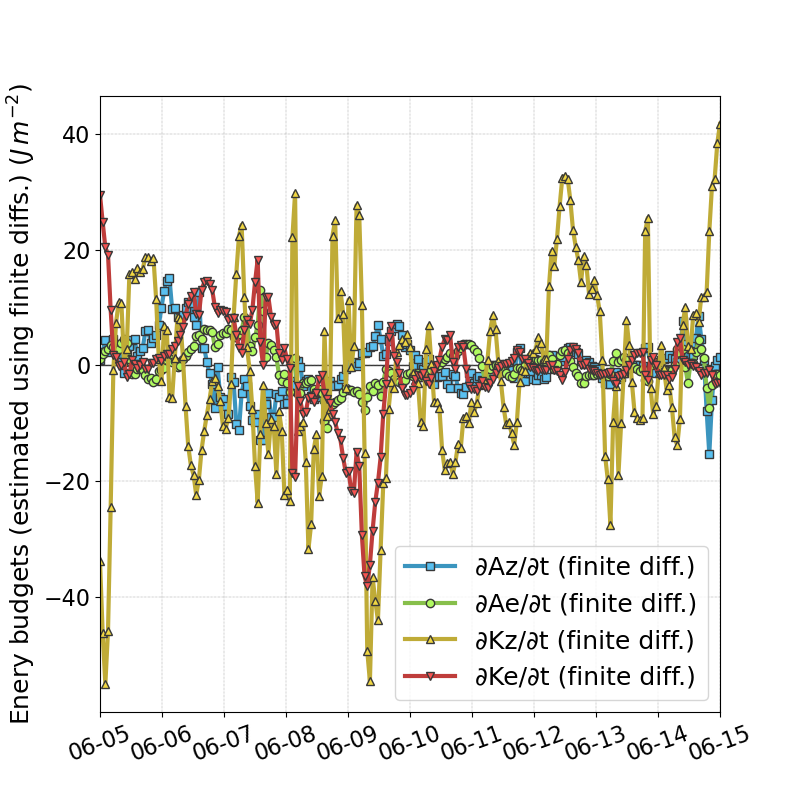 Enery budgets (estimated using finite diffs.) (J m⁻²)
40
20
0
−20
−40
∂Az/∂t (finite diff.)
∂Ae/∂t (finite diff.)
∂Kz/∂t (finite diff.)
∂Ke/∂t (finite diff.)
06-05 06-06 06-07 06-08 06-09 06-10 06-11 06-12 06-13 06-14 06-15